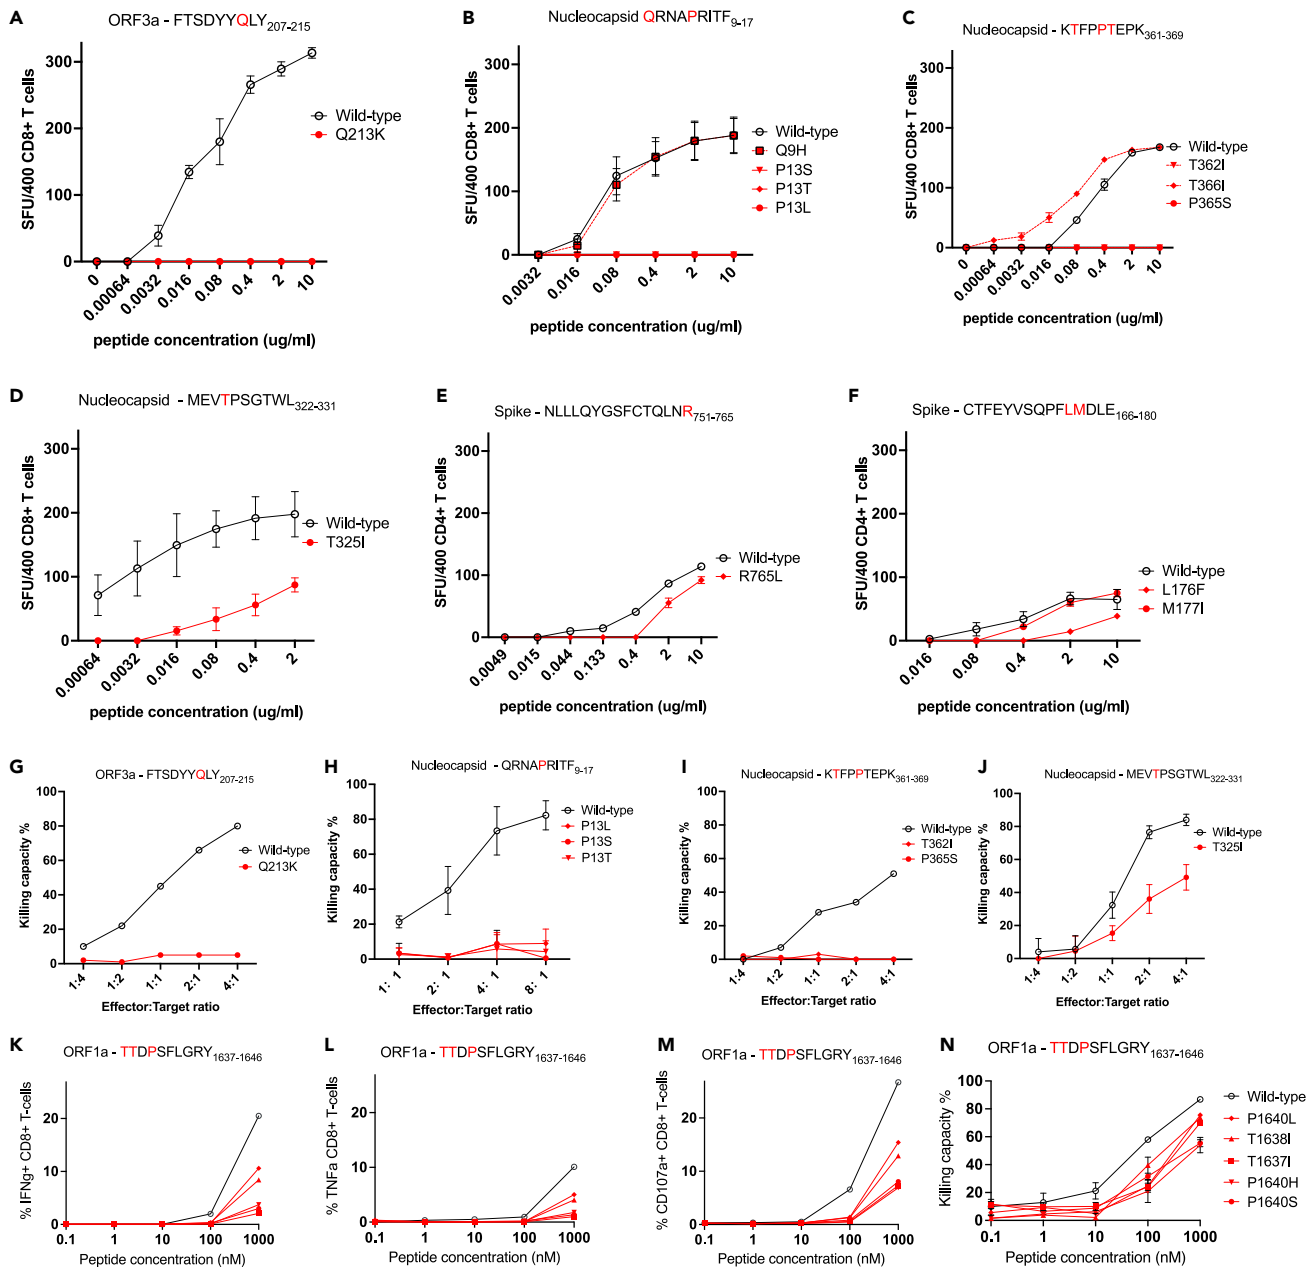 A
ORF3a - FTSDYYQLY207-215
SFU/400 CD8+ T cells
300
200
100
0
0
0.00064
0.0032
0.016
0.08
0.4
2
10
peptide concentration (ug/ml)
Wild-type
Q213K
B
Nucleocapsid QRNAPRITF9-17
SFU/400 CD8+ T cells
300
200
100
0
0.0032
0.016
0.08
0.4
2
10
peptide concentration (ug/ml)
Wild-type
Q9H
P13S
P13T
P13L
C
Nucleocapsid - KTFPPTEPK361-369
SFU/400 CD8+ T cells
300
200
100
0
0
0.00064
0.0032
0.016
0.08
0.4
2
10
peptide concentration (ug/ml)
Wild-type
T362I
T366I
P365S
D
Nucleocapsid - MEVTPSGTWL322-331
SFU/400 CD8+ T cells
300
200
100
0
0.00064
0.0032
0.016
0.08
0.4
2
peptide concentration (ug/ml)
Wild-type
T325I
E
Spike - NLLLQYGSFCTQLNR751-765
SFU/400 CD4+ T cells
300
200
100
0
0.0049
0.015
0.044
0.133
0.4
2
10
peptide concentration (ug/ml)
Wild-type
R765L
F
Spike - CTFEYVSQPFLMDLE166-180
SFU/400 CD4+ T cells
300
200
100
0
0.016
0.08
0.4
2
10
peptide concentration (ug/ml)
Wild-type
L176F
M177I
G
ORF3a - FTSDYYQLY207-215
Killing capacity %
100
80
60
40
20
0
1:4
1:2
1:1
2:1
4:1
Effector:Target ratio
Wild-type
Q213K
H
Nucleocapsid - QRNAPRITF9-17
Killing capacity %
100
80
60
40
20
0
1: 1
2: 1
4: 1
8: 1
Effector:Target ratio
Wild-type
P13L
P13S
P13T
I
Nucleocapsid - KTFPPTEPK361-369
Killing capacity %
100
80
60
40
20
0
1:4
1:2
1:1
2:1
4:1
Effector:Target ratio
Wild-type
T362I
P365S
J
Nucleocapsid - MEVTPSGTWL322-331
Killing capacity %
100
80
60
40
20
0
1:4
1:2
1:1
2:1
4:1
Effector:Target ratio
Wild-type
T325I
K
ORF1a - TTDPSFLGRY1637-1646
% IFNg+ CD8+ T-cells
20
10
0
0.1
1
10
100
1000
Peptide concentration (nM)
L
ORF1a - TTDPSFLGRY1637-1646
% TNFa CD8+ T-cells
20
10
0
0.1
1
10
100
1000
Peptide concentration (nM)
M
ORF1a - TTDPSFLGRY1637-1646
% CD107a+ CD8+ T-cells
20
10
0
0.1
1
10
100
1000
Peptide concentration (nM)
N
ORF1a - TTDPSFLGRY1637-1646
Killing capacity %
100
80
60
40
20
0
0.1
1
10
100
1000
Peptide concentration (nM)
Wild-type
P1640L
T1638I
T1637I
P1640H
P1640S